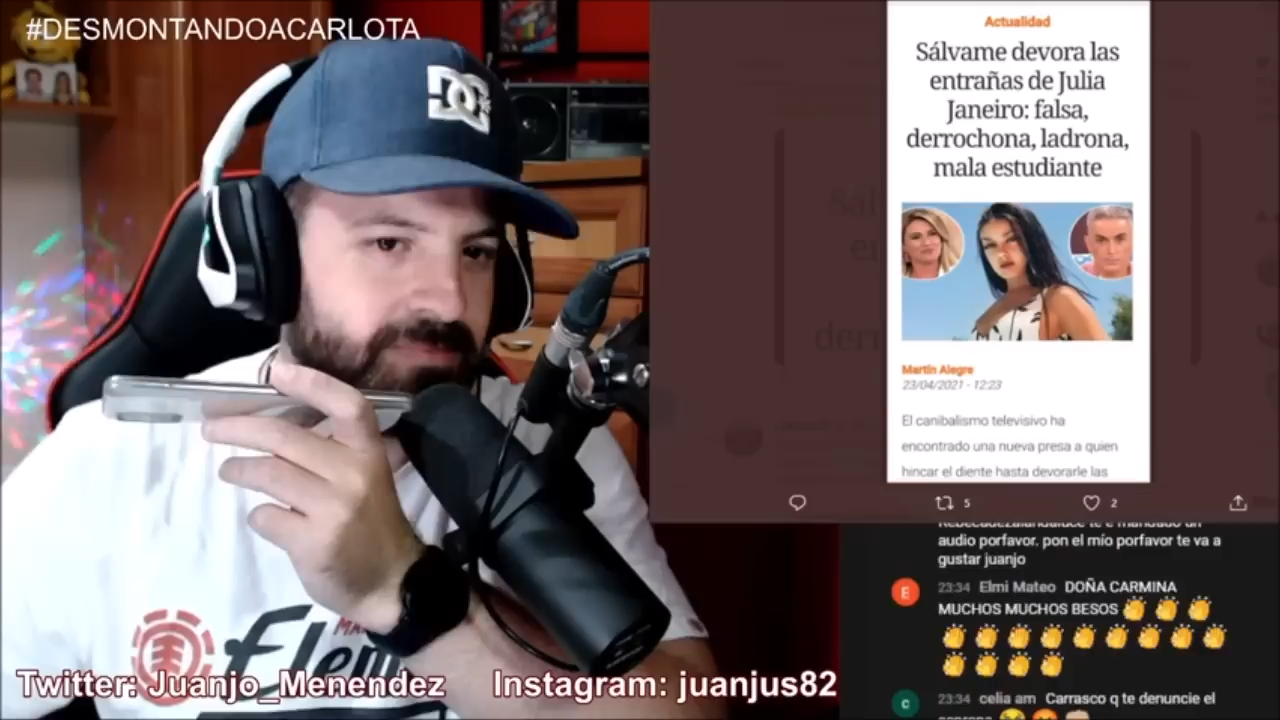 #DESMONTANDOACARLOTA
DC
Elem
Twitter: Juanjo_Menendez
Instagram: juanjus82
Actualidad
Sálvame devora las
entrañas de Julia
Janeiro: falsa,
derrochona, ladrona,
mala estudiante
Martín Alegre
23/04/2021 - 12:23
El canibalismo televisivo ha
encontrado una nueva presa a quien
hincar el diente hasta devorarle las
5
2
audio porfavor. pon el mío porfavor te va a
gustar juanjo
E
23:34 Elmi Mateo DOÑA CARMINA
MUCHOS MUCHOS BESOS 👏👏👏
👏👏👏👏👏👏👏👏👏
👏👏👏👏
c
23:34 celia am Carrasco q te denuncie el